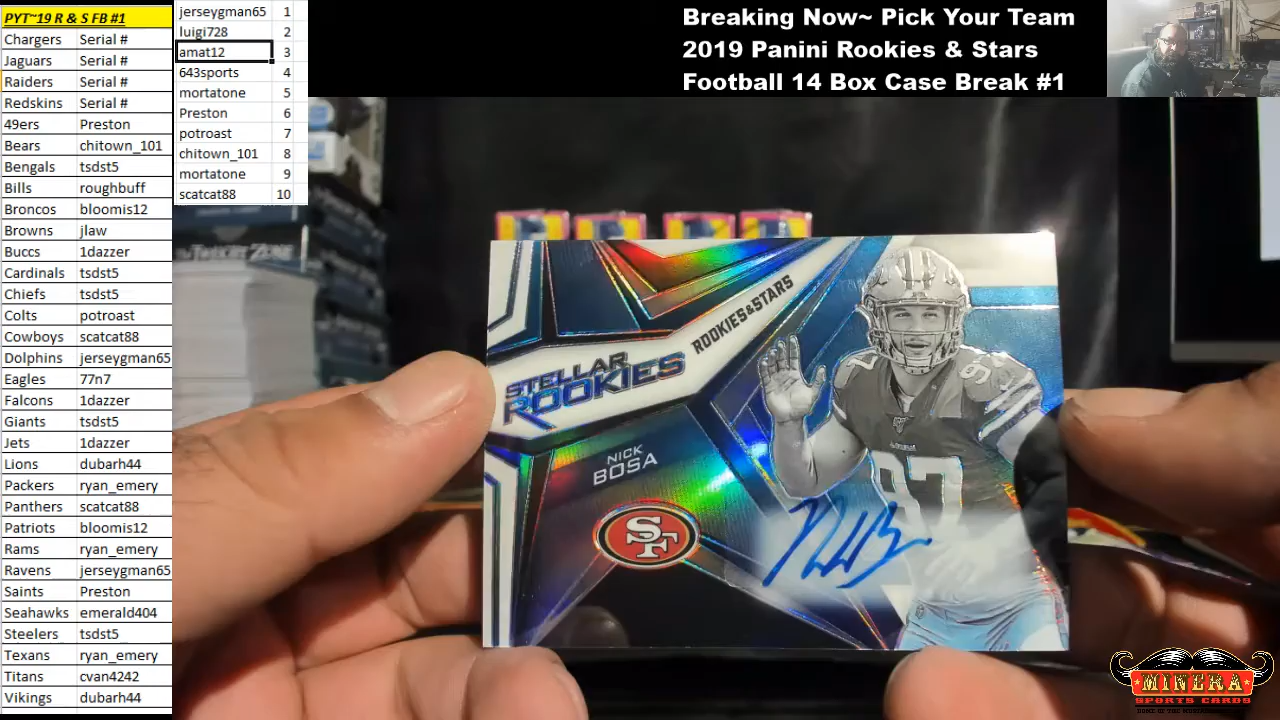 PYT~19 R & S FB #1
Chargers Serial #
Jaguars Serial #
Raiders Serial #
Redskins Serial #
49ers Preston
Bears chitown_101
Bengals tsdst5
Bills roughbuff
Broncos bloomis12
Browns jlaw
Buccs 1dazzer
Cardinals tsdst5
Chiefs tsdst5
Colts potroast
Cowboys scatcat88
Dolphins jerseygman65
Eagles 77n7
Falcons 1dazzer
Giants tsdst5
Jets 1dazzer
Lions dubarh44
Packers ryan_emery
Panthers scatcat88
Patriots bloomis12
Rams ryan_emery
Ravens jerseygman65
Saints Preston
Seahawks emerald404
Steelers tsdst5
Texans ryan_emery
Titans cvan4242
Vikings dubarh44
jerseygman65 1
luigi728 2
amat12 3
643sports 4
mortatone 5
Preston 6
potroast 7
chitown_101 8
mortatone 9
scatcat88 10
Breaking Now~ Pick Your Team
2019 Panini Rookies & Stars
Football 14 Box Case Break #1
ROOKIES&STARS
STELLAR
ROOKIES
NICK
BOSA
SF
97
97
MINERA
SPORTS CARDS